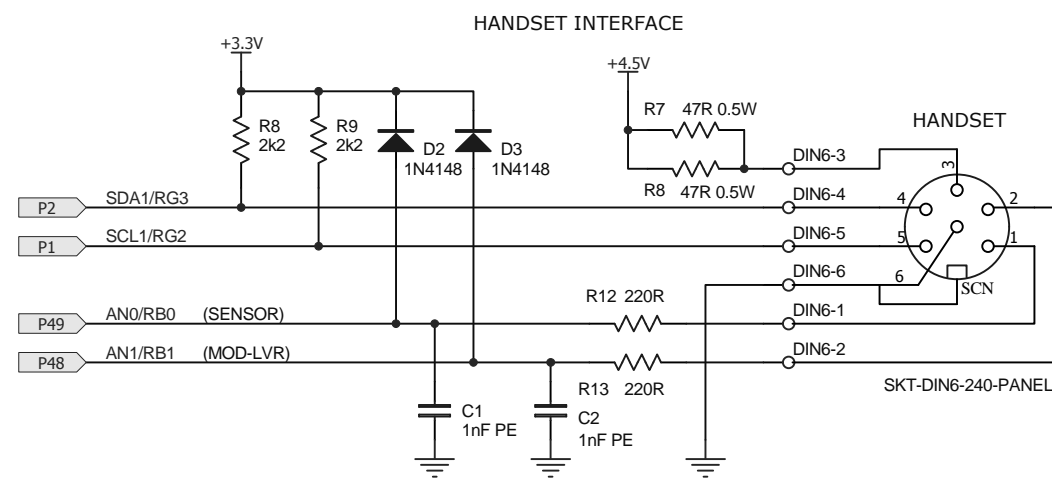 HANDSET INTERFACE
+3.3V
+4.5V
R7 47R 0.5W
HANDSET
R8
2k2
R9
2k2
D2
1N4148
D3
1N4148
DIN6-3
3
R8 47R 0.5W
P2 SDA1/RG3
DIN6-4
4
2
P1 SCL1/RG2
DIN6-5
5
1
DIN6-6
6
SCN
R12 220R
P49 AN0/RB0 (SENSOR)
DIN6-1
P48 AN1/RB1 (MOD-LVR)
DIN6-2
R13 220R
SKT-DIN6-240-PANEL
C1
1nF PE
C2
1nF PE